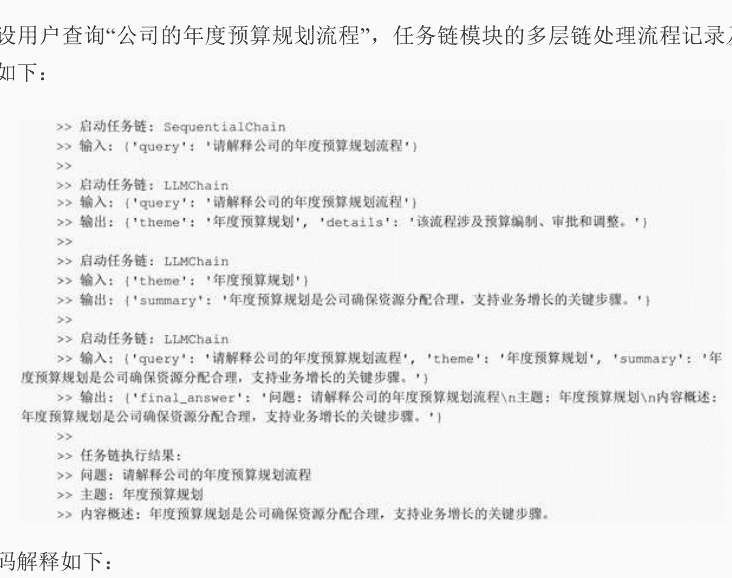 设用户查询“公司的年度预算规划流程”，任务链模块的多层链处理流程记录及
如下：
>> 启动任务链: SequentialChain
>> 输入: {'query': '请解释公司的年度预算规划流程'}
>>
>> 启动任务链: LLMChain
>> 输入: {'query': '请解释公司的年度预算规划流程'}
>> 输出: {'theme': '年度预算规划', 'details': '该流程涉及预算编制、审批和调整。'}
>>
>> 启动任务链: LLMChain
>> 输入: {'theme': '年度预算规划'}
>> 输出: {'summary': '年度预算规划是公司确保资源分配合理，支持业务增长的关键步骤。'}
>>
>> 启动任务链: LLMChain
>> 输入: {'query': '请解释公司的年度预算规划流程', 'theme': '年度预算规划', 'summary': '年
度预算规划是公司确保资源分配合理，支持业务增长的关键步骤。'}
>> 输出: {'final_answer': '问题: 请解释公司的年度预算规划流程\n主题: 年度预算规划\n内容概述:
年度预算规划是公司确保资源分配合理，支持业务增长的关键步骤。'}
>>
>> 任务链执行结果:
>> 问题: 请解释公司的年度预算规划流程
>> 主题: 年度预算规划
>> 内容概述: 年度预算规划是公司确保资源分配合理，支持业务增长的关键步骤。
码解释如下：